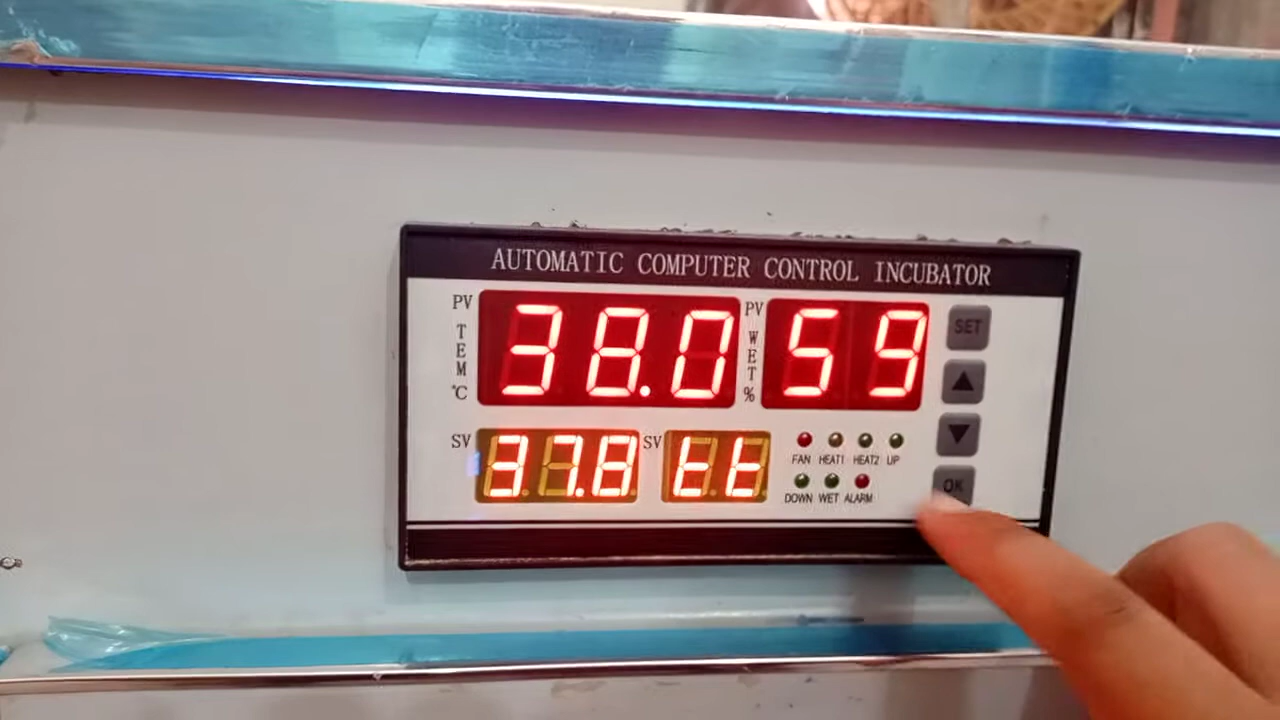 AUTOMATIC COMPUTER CONTROL INCUBATOR
PV TEM °C 38.0 PV WET % 59 SET
SV 37.8 SV tt
FAN HEAT1 HEAT2 UP
DOWN WET ALARM
OK